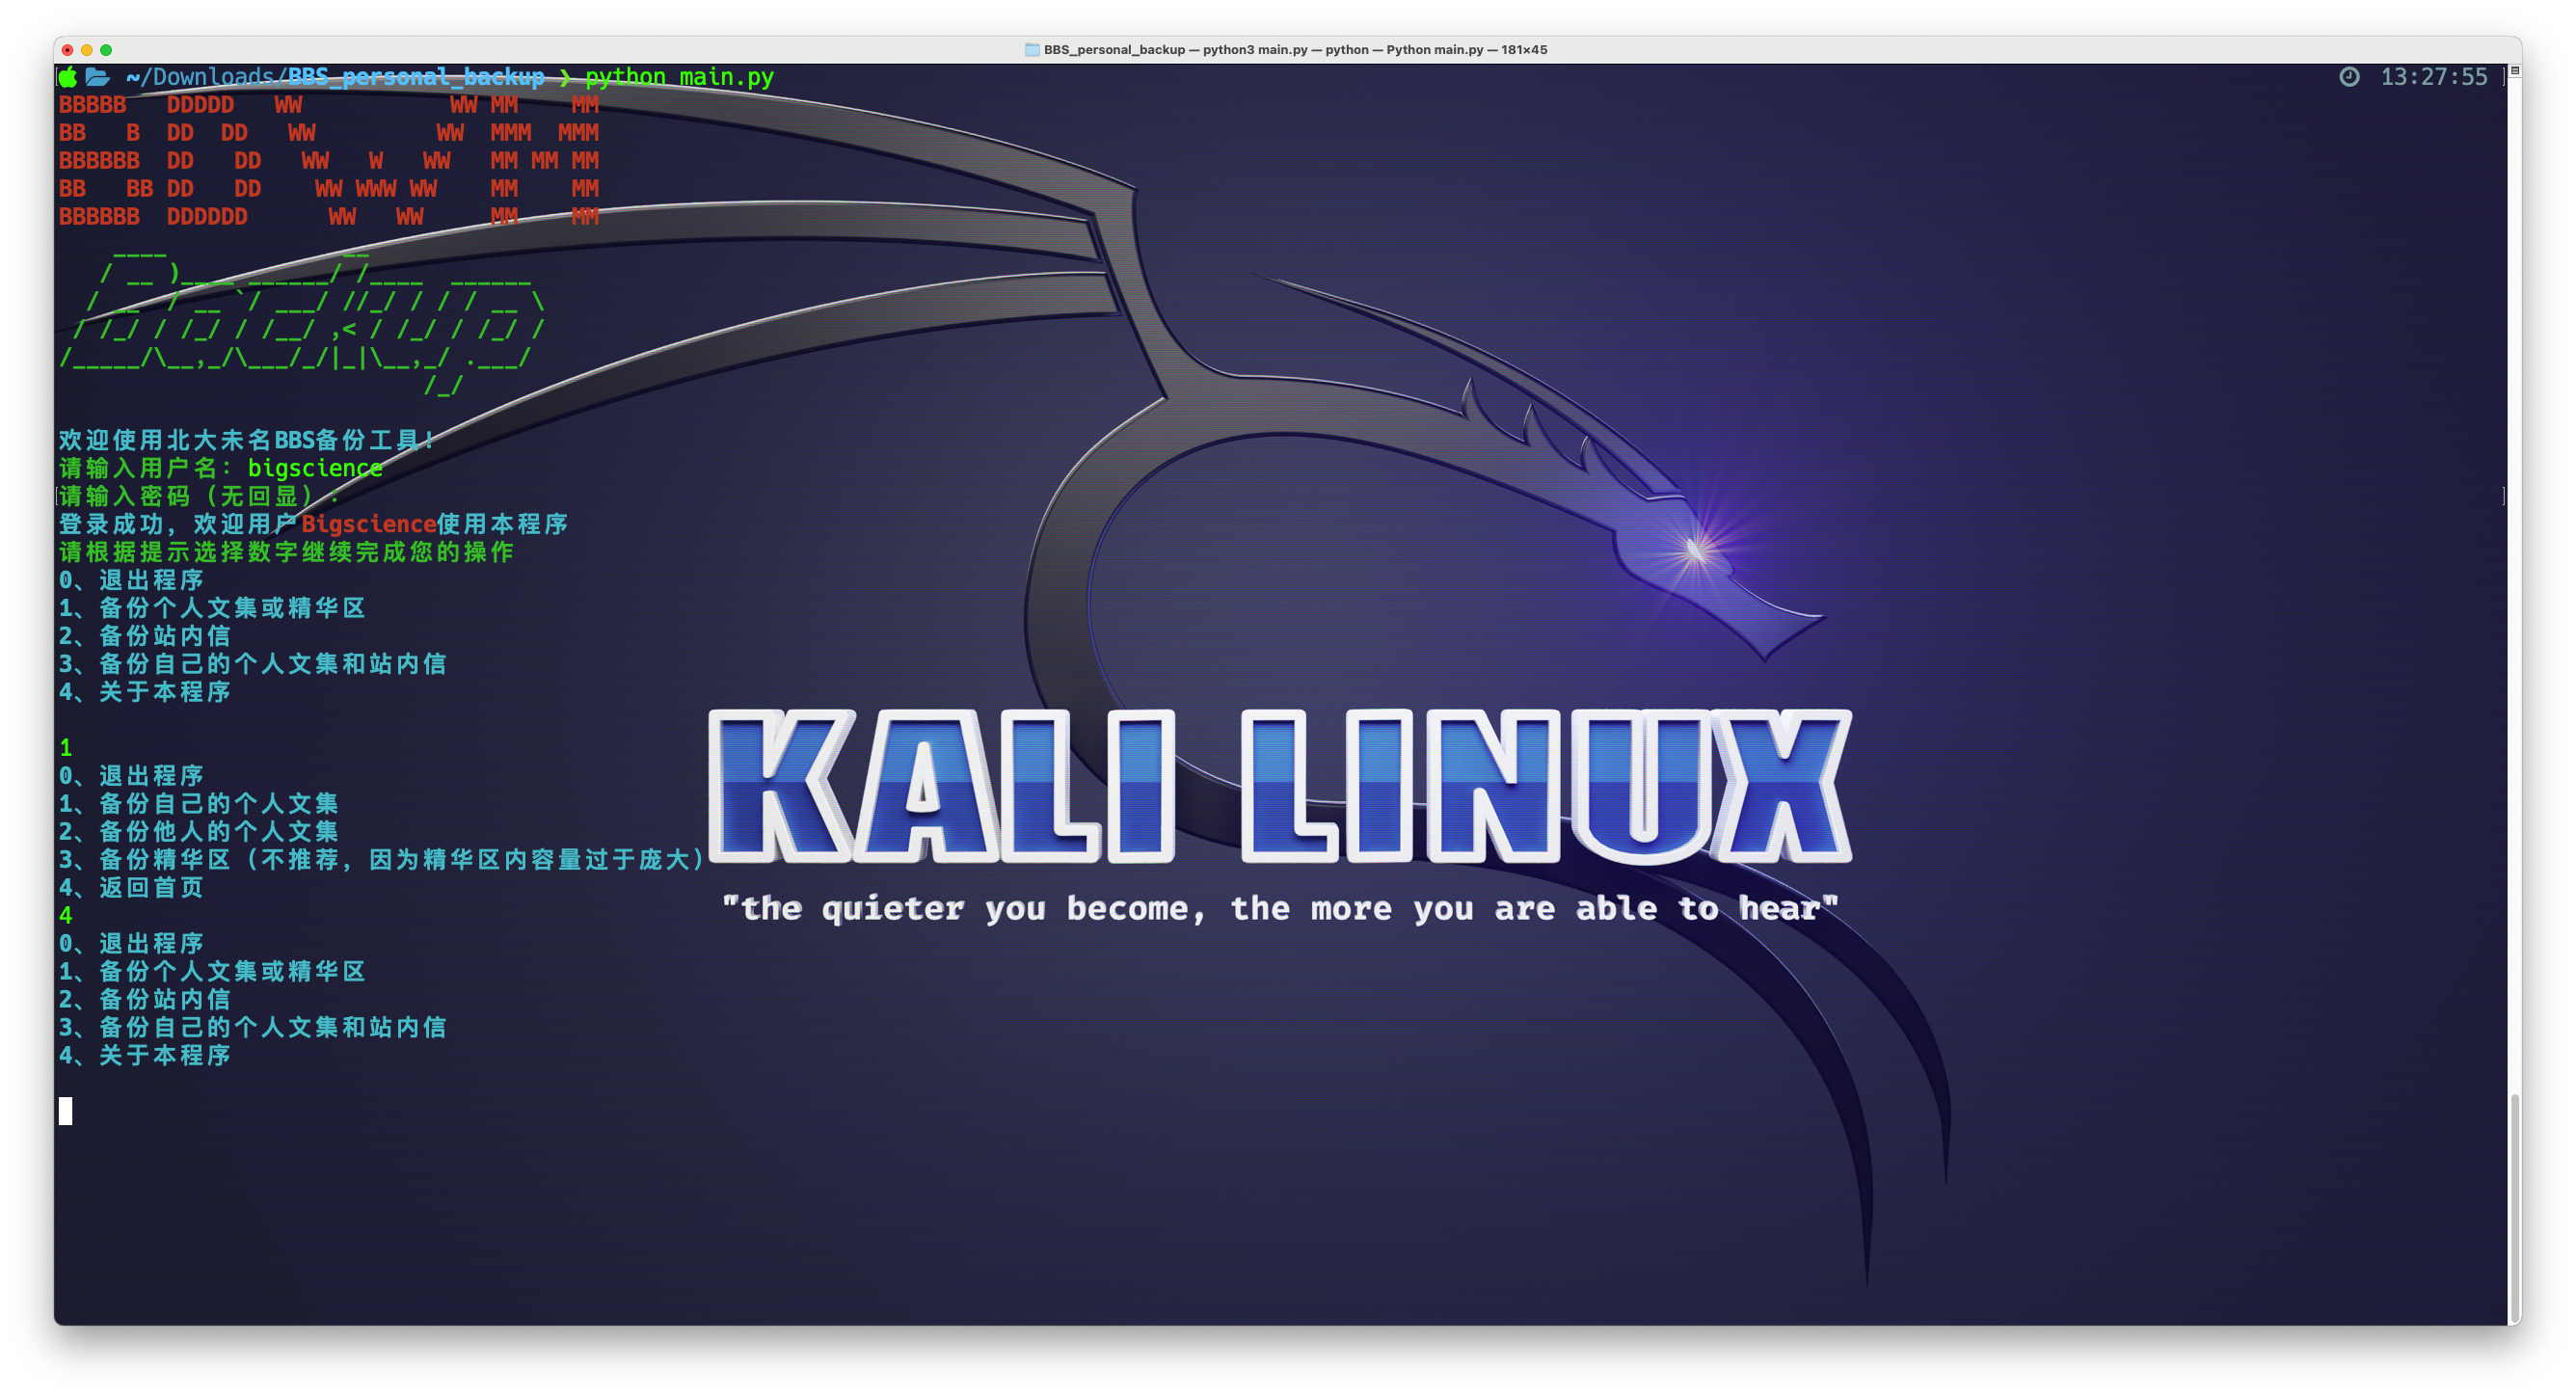 BBS_personal_backup — python3 main.py — python — Python main.py — 181×45
~/Downloads/BBS_personal_backup ❯ python main.py
13:27:55
BBBBB   DDDDD   WW           WW MM    MM
BB   B  DD  DD   WW         WW  MMM  MMM
BBBBBB  DD   DD   WW   W   WW   MM MM MM
BB   BB DD   DD    WW WWW WW    MM    MM
BBBBBB  DDDDDD      WW   WW     MM    MM
Backup
欢迎使用北大未名BBS备份工具!
请输入用户名: bigscience
请输入密码(无回显):
登录成功, 欢迎用户Bigscience使用本程序
请根据提示选择数字继续完成您的操作
0、退出程序
1、备份个人文集或精华区
2、备份站内信
3、备份自己的个人文集和站内信
4、关于本程序
1
0、退出程序
1、备份自己的个人文集
2、备份他人的个人文集
3、备份精华区(不推荐, 因为精华区内容量过于庞大)
4、返回首页
4
0、退出程序
1、备份个人文集或精华区
2、备份站内信
3、备份自己的个人文集和站内信
4、关于本程序
KALI LINUX
"the quieter you become, the more you are able to hear"